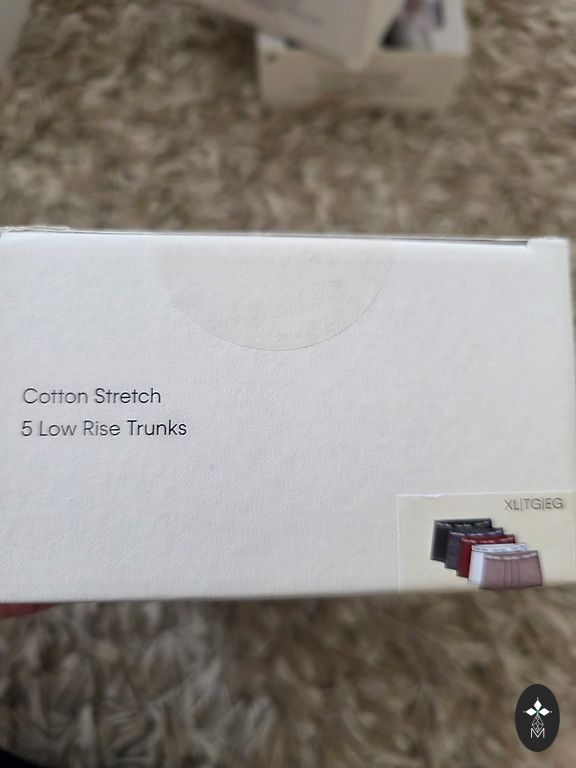 Cotton Stretch
5 Low Rise Trunks
XL|TG|EG